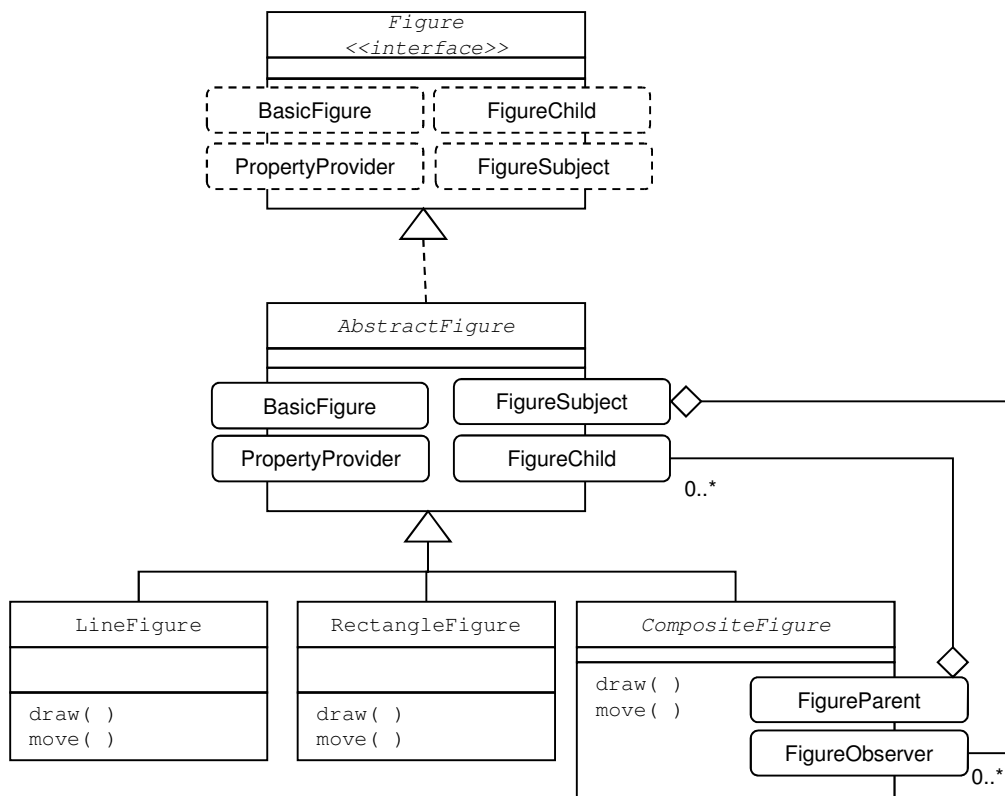 Figure
<<interface>>
BasicFigure
FigureChild
PropertyProvider
FigureSubject
AbstractFigure
BasicFigure
FigureSubject
PropertyProvider
FigureChild
0..*
LineFigure
draw( )
move( )
RectangleFigure
draw( )
move( )
CompositeFigure
draw( )
move( )
FigureParent
FigureObserver
0..*